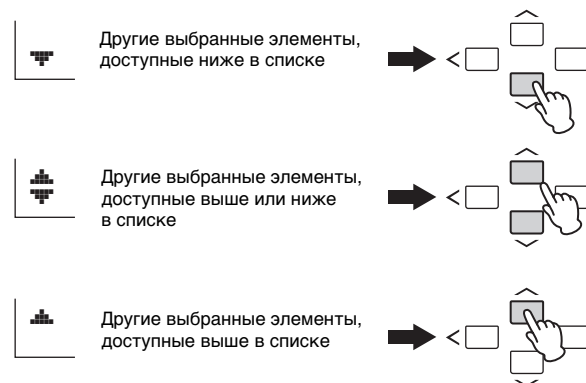 Другие выбранные элементы,
доступные ниже в списке
Другие выбранные элементы,
доступные выше или ниже
в списке
Другие выбранные элементы,
доступные выше в списке